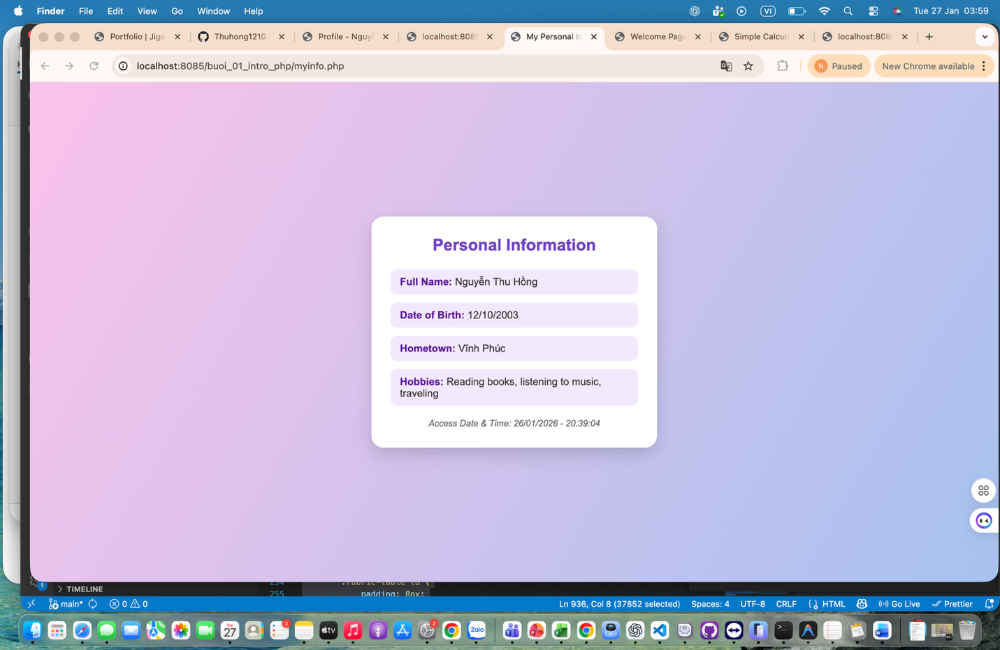 Finder File Edit View Go Window Help VI Tue 27 Jan 03:59
Portfolio | Jiga Thuhong1210 Profile - Nguy localhost:808 My Personal In Welcome Page Simple Calcul localhost:808
localhost:8085/buoi_01_intro_php/myinfo.php N Paused New Chrome available
Personal Information
Full Name: Nguyễn Thu Hồng
Date of Birth: 12/10/2003
Hometown: Vĩnh Phúc
Hobbies: Reading books, listening to music,
traveling
Access Date & Time: 26/01/2026 - 20:39:04
1 TIMELINE
255 padding: 8px;
main* 0 0 Ln 936, Col 8 (37852 selected) Spaces: 4 UTF-8 CRLF HTML Go Live Prettier
27 2 tv 2 Zalo